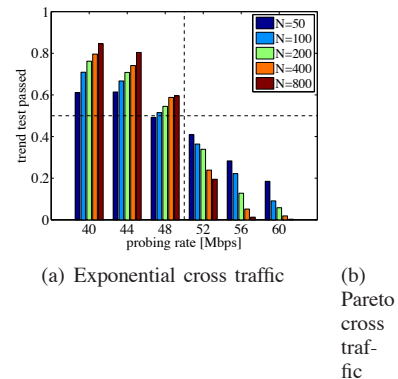 1
0.8
0.6
0.4
0.2
0
trend test passed
N=50
N=100
N=200
N=400
N=800
40 44 48 52 56 60
probing rate [Mbps]
(a) Exponential cross traffic
(b)
Pareto
cross
traf-
fic